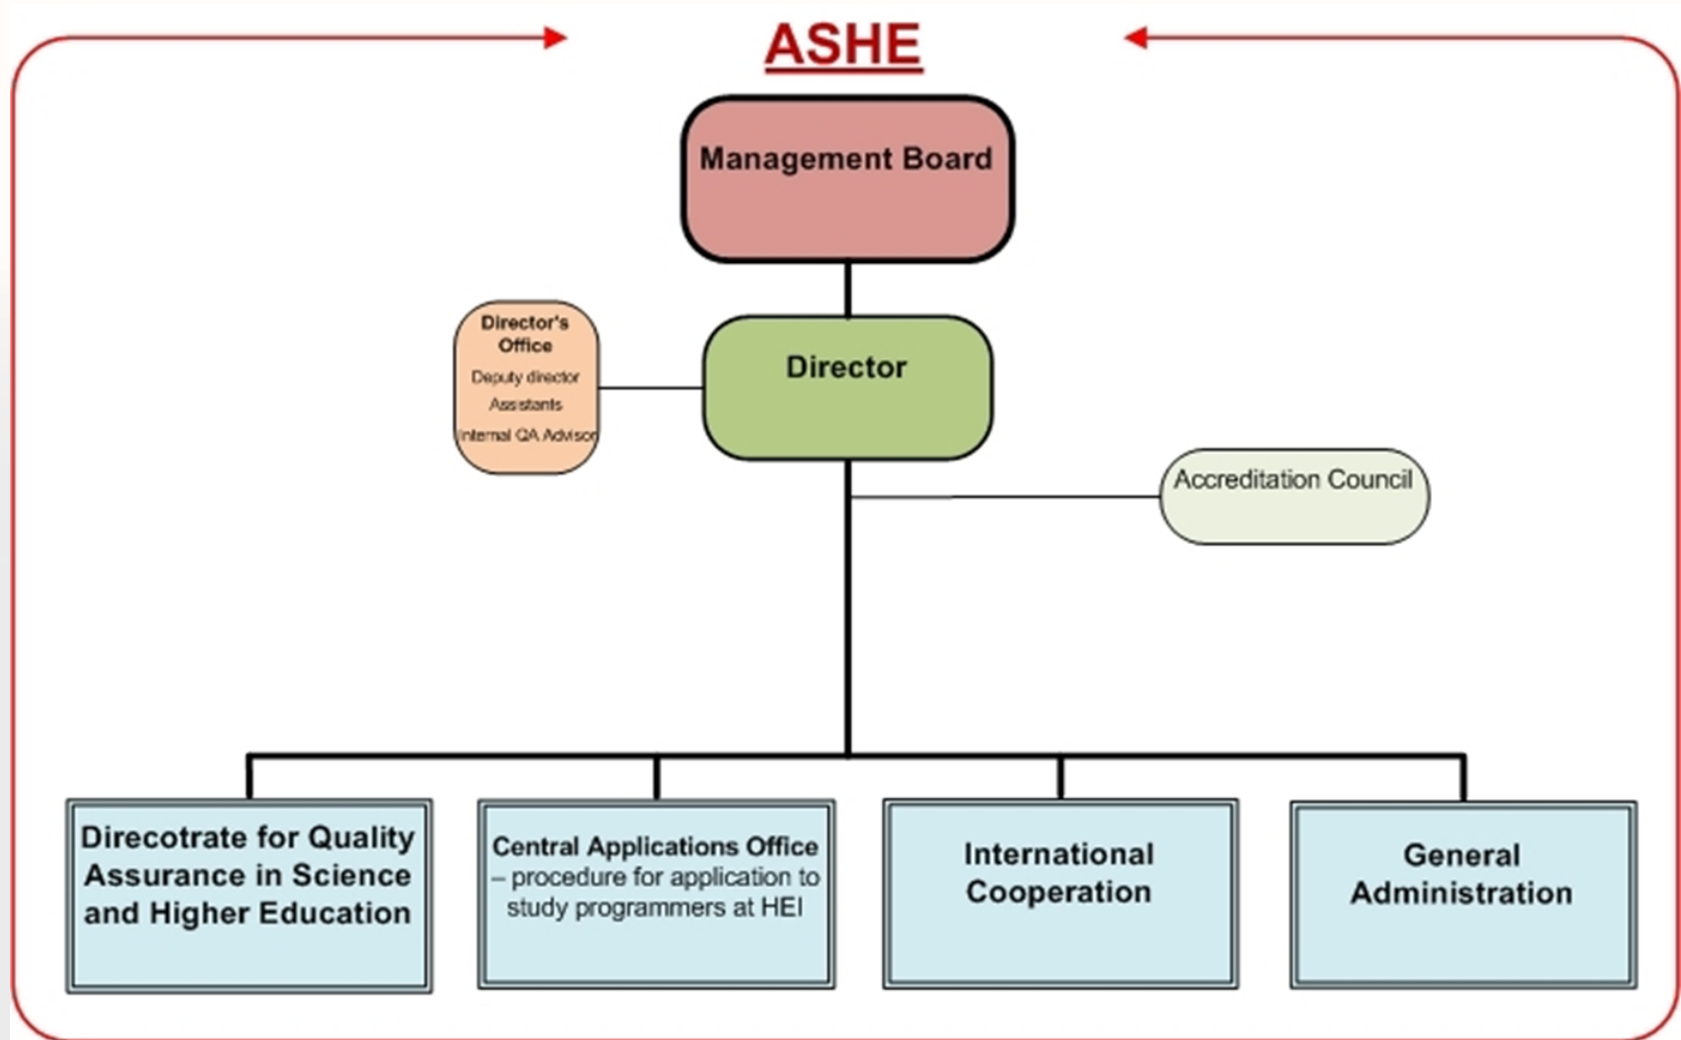 ASHE
Management Board
Director's
Office
Deputy director
Assistants
Internal QA Advisor
Director
Accreditation Council
Direcotrate for Quality
Assurance in Science
and Higher Education
Central Applications Office
– procedure for application to
study programmers at HEI
International
Cooperation
General
Administration